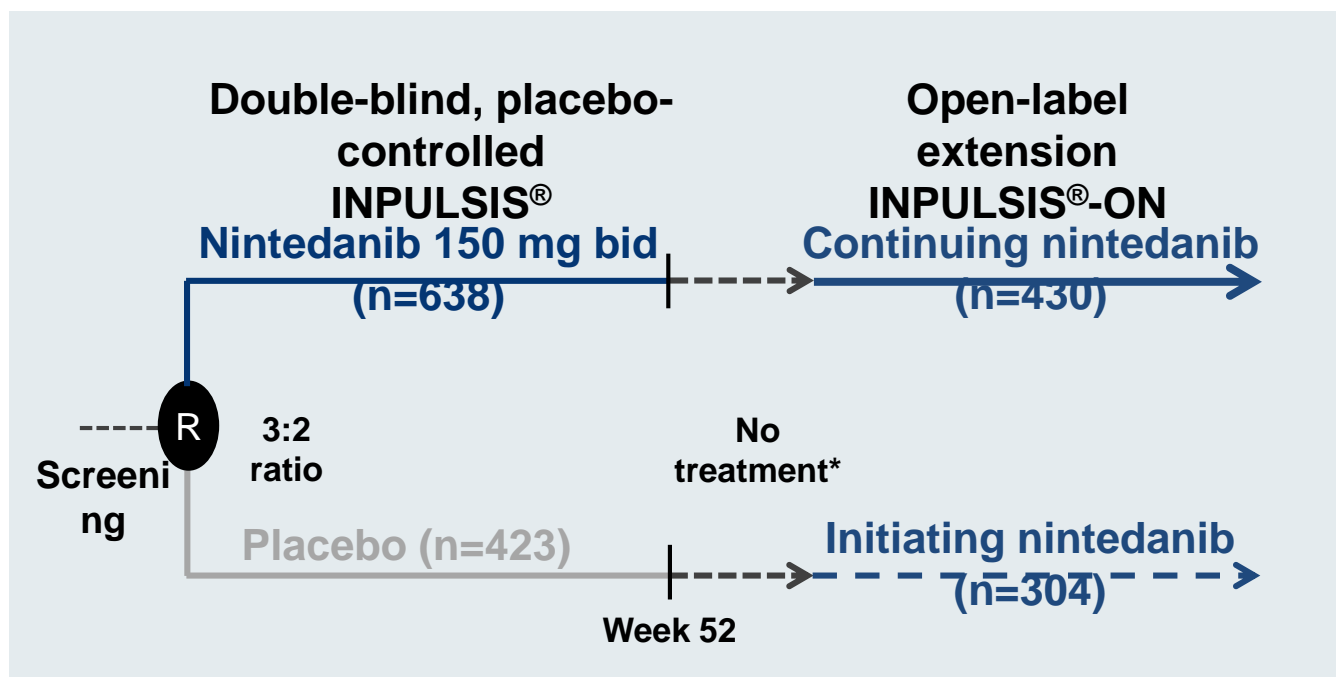 Double-blind, placebo-
controlled
INPULSIS®
Open-label
extension
INPULSIS®-ON
Nintedanib 150 mg bid
(n=638)
Continuing nintedanib
(n=430)
R
3:2
ratio
No
treatment*
Screeni
ng
Placebo (n=423)
Initiating nintedanib
(n=304)
Week 52